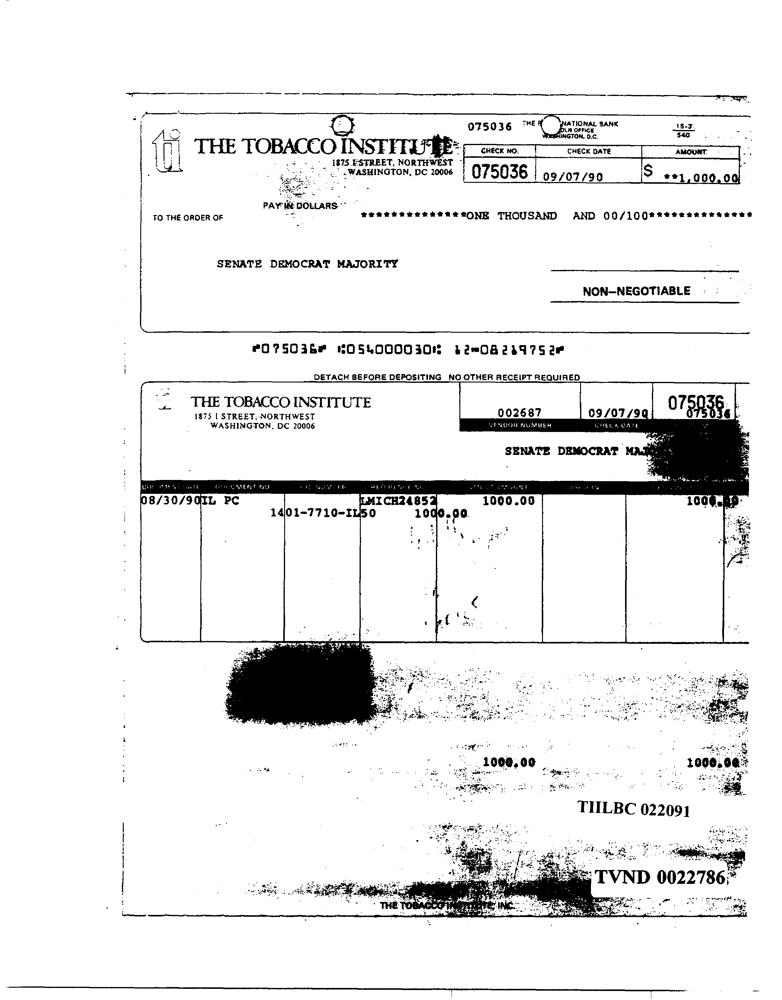 075036 THE NATIONAL BANK
OFFICE
WASHINGTON, D.C.
15-3
540
ti THE TOBACCO INSTITUTE
1875 I STREET, NORTHWEST
WASHINGTON, DC 20006
CHECK NO. CHECK DATE AMOUNT
075036 09/07/90 $ **1,000.00
PAY IN DOLLARS
TO THE ORDER OF ***************ONE THOUSAND AND 00/100***************
SENATE DEMOCRAT MAJORITY
NON-NEGOTIABLE
⑈075036⑈ ⑆054000030⑆ 12⑉08219752⑈
DETACH BEFORE DEPOSITING NO OTHER RECEIPT REQUIRED
THE TOBACCO INSTITUTE
1875 I STREET, NORTHWEST
WASHINGTON, DC 20006
002687 09/07/90 075036
075036
VENDOR NUMBER CHECK DATE
SENATE DEMOCRAT
08/30/90 IL PC LMICH24852 1000.00 1000.00
1401-7710-IL50 1000.00
1000.00 1000.00
TIILBC 022091
TVND 0022786
THE TOBACCO INSTITUTE, INC.